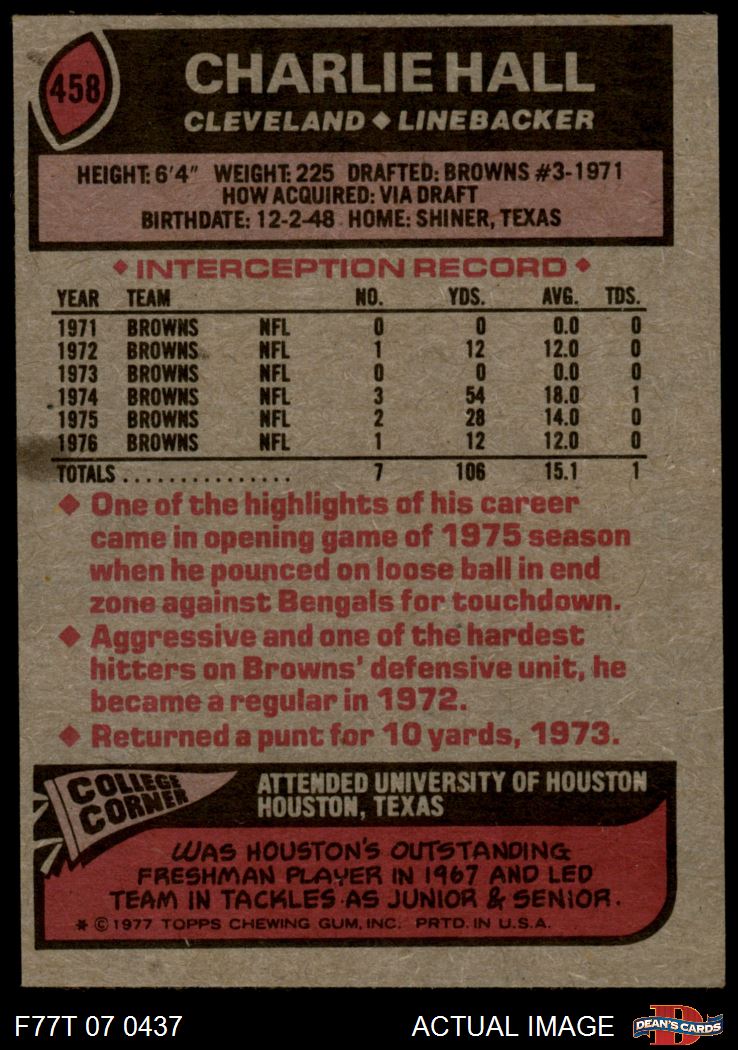 458
CHARLIE HALL
CLEVELAND ◆ LINEBACKER
HEIGHT: 6'4" WEIGHT: 225 DRAFTED: BROWNS #3-1971
HOW ACQUIRED: VIA DRAFT
BIRTHDATE: 12-2-48 HOME: SHINER, TEXAS
◆ INTERCEPTION RECORD ◆
YEAR TEAM NO. YDS. AVG. TDS.
1971 BROWNS NFL 0 0 0.0 0
1972 BROWNS NFL 1 12 12.0 0
1973 BROWNS NFL 0 0 0.0 0
1974 BROWNS NFL 3 54 18.0 1
1975 BROWNS NFL 2 28 14.0 0
1976 BROWNS NFL 1 12 12.0 0
TOTALS ................ 7 106 15.1 1
◆ One of the highlights of his career
came in opening game of 1975 season
when he pounced on loose ball in end
zone against Bengals for touchdown.
◆ Aggressive and one of the hardest
hitters on Browns' defensive unit, he
became a regular in 1972.
◆ Returned a punt for 10 yards, 1973.
COLLEGE
CORNER
ATTENDED UNIVERSITY OF HOUSTON
HOUSTON, TEXAS
WAS HOUSTON'S OUTSTANDING
FRESHMAN PLAYER IN 1967 AND LED
TEAM IN TACKLES AS JUNIOR & SENIOR.
* © 1977 TOPPS CHEWING GUM, INC. PRTD. IN U.S.A.
F77T 07 0437
ACTUAL IMAGE
D
DEAN'S CARDS